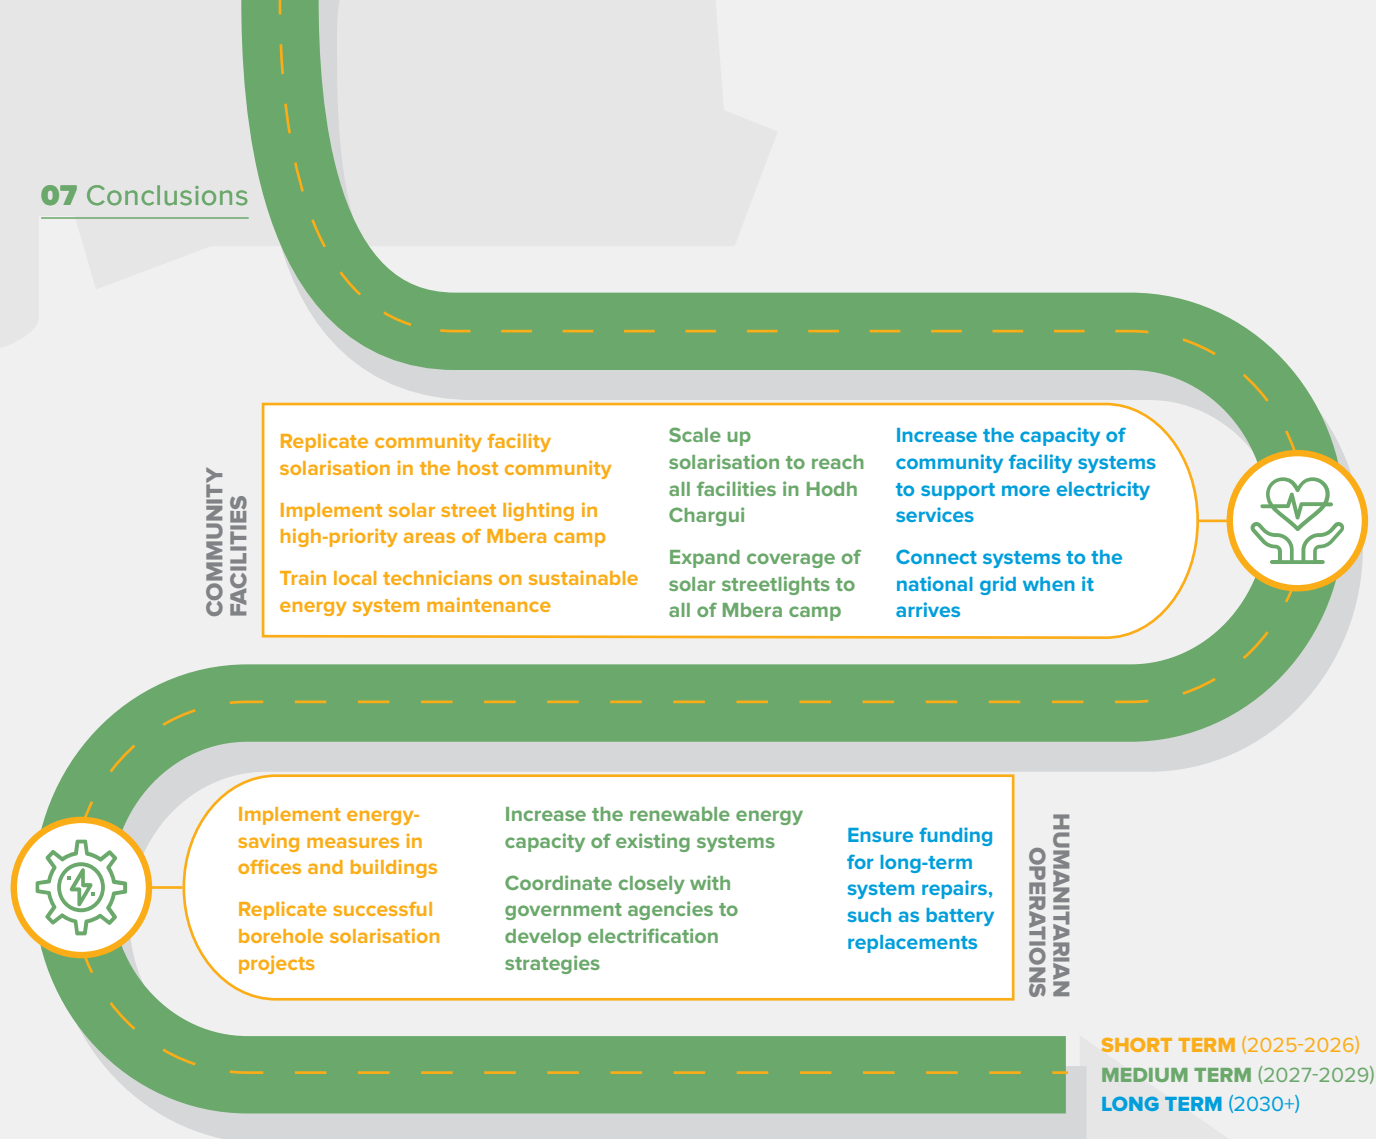 07 Conclusions
COMMUNITY
FACILITIES
Replicate community facility
solarisation in the host community
Implement solar street lighting in
high-priority areas of Mbera camp
Train local technicians on sustainable
energy system maintenance
Scale up
solarisation to reach
all facilities in Hodh
Chargui
Expand coverage of
solar streetlights to
all of Mbera camp
Increase the capacity of
community facility systems
to support more electricity
services
Connect systems to the
national grid when it
arrives
Implement energy-
saving measures in
offices and buildings
Replicate successful
borehole solarisation
projects
Increase the renewable energy
capacity of existing systems
Coordinate closely with
government agencies to
develop electrification
strategies
Ensure funding
for long-term
system repairs,
such as battery
replacements
HUMANITARIAN
OPERATIONS
SHORT TERM (2025-2026)
MEDIUM TERM (2027-2029)
LONG TERM (2030+)